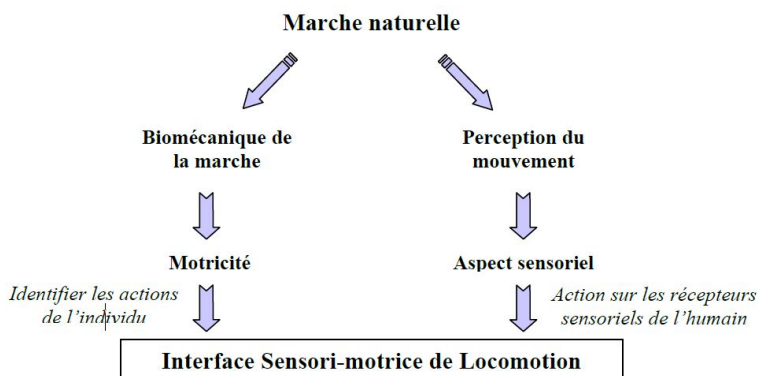 Marche naturelle
Biomécanique de
la marche
Perception du
mouvement
Motricité
Aspect sensoriel
Identifier les actions
de l'individu
Action sur les récepteurs
sensoriels de l'humain
Interface Sensori-motrice de Locomotion